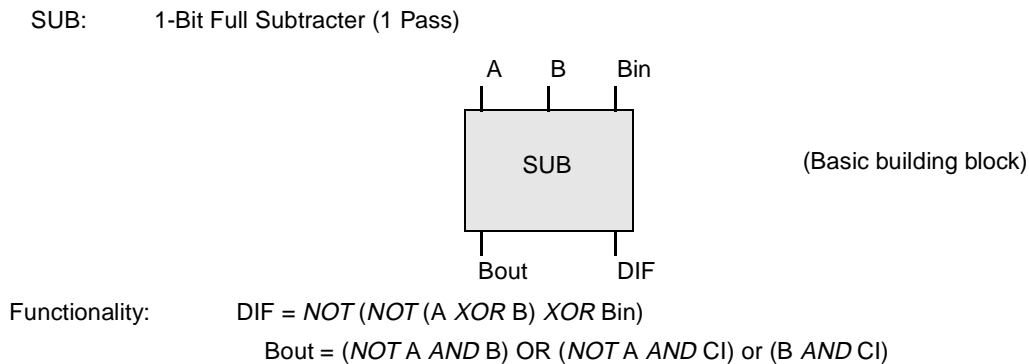 SUB: 1-Bit Full Subtracter (1 Pass)
A B Bin
SUB (Basic building block)
Bout DIF
Functionality: DIF = NOT (NOT (A XOR B) XOR Bin)
Bout = (NOT A AND B) OR (NOT A AND CI) or (B AND CI)